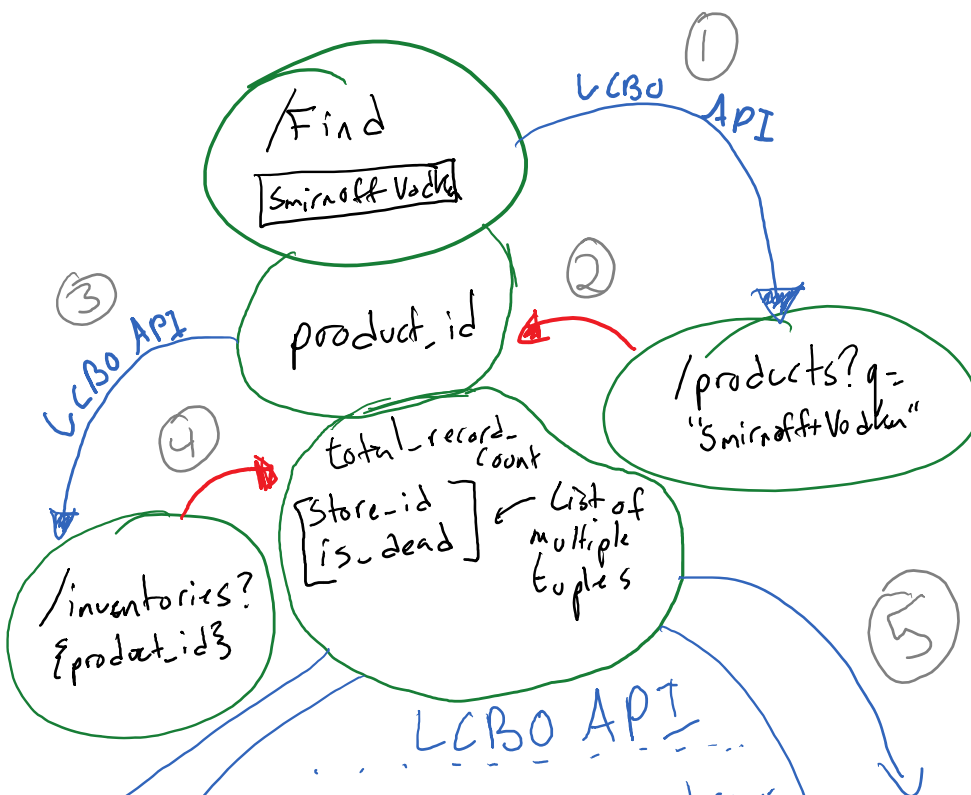 1
LCBO API
/Find
Smirnoff+Vodka
2
3
product_id
LCBO API
/products?q=
"Smirnoff+Vodka"
4
total_record_
count
[store_id
is_dead]
List of
multiple
tuples
/inventories?
{product_id}
5
LCBO API